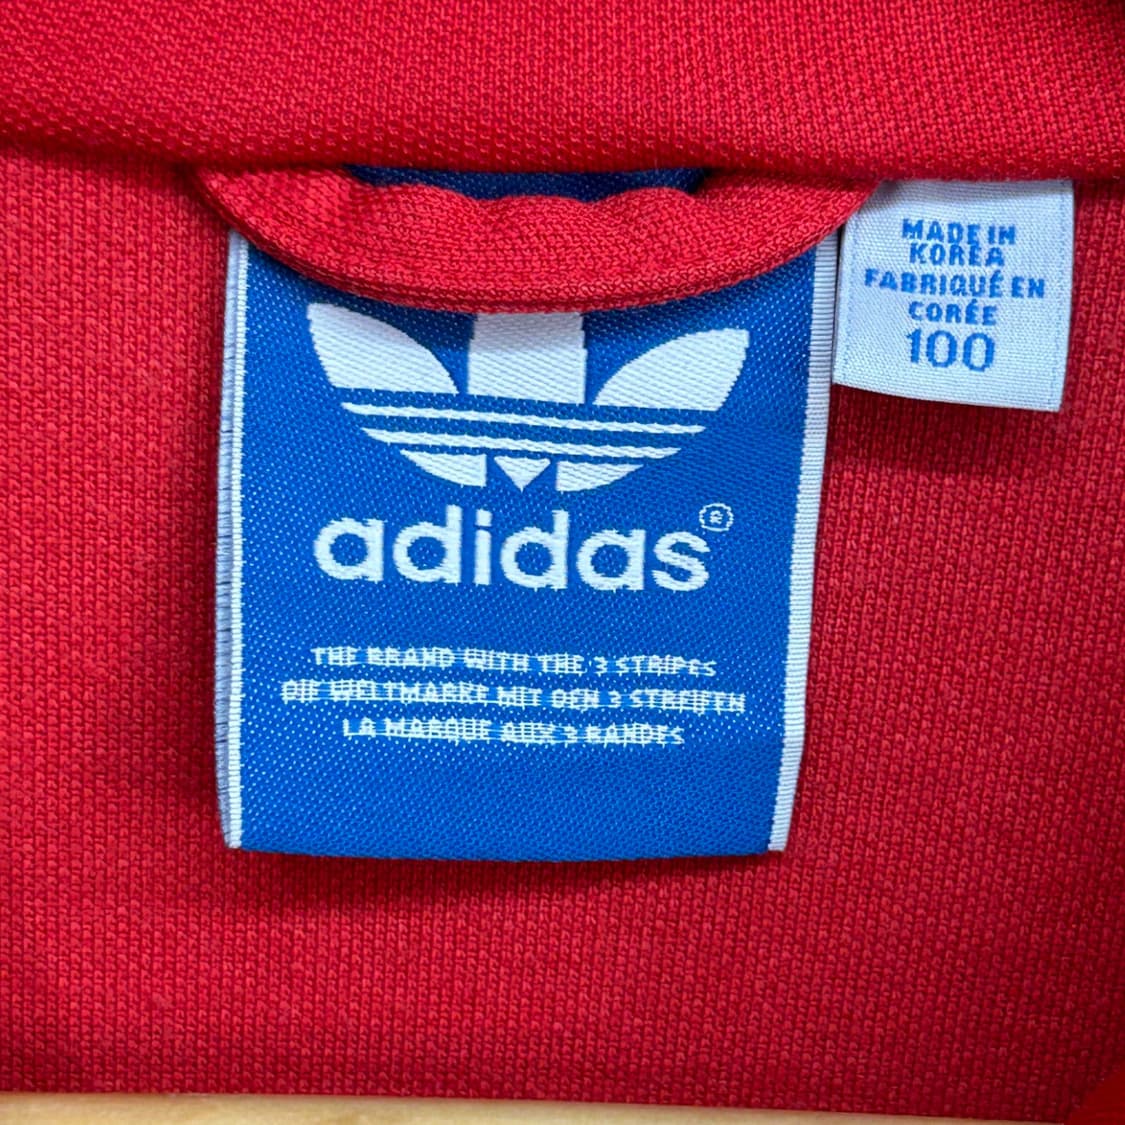 adidas®
THE BRAND WITH THE 3 STRIPES
DIE WELTMARKE MIT DEN 3 STREIFEN
LA MARQUE AUX 3 BANDES
MADE IN
KOREA
FABRIQUÉ EN
CORÉE
100